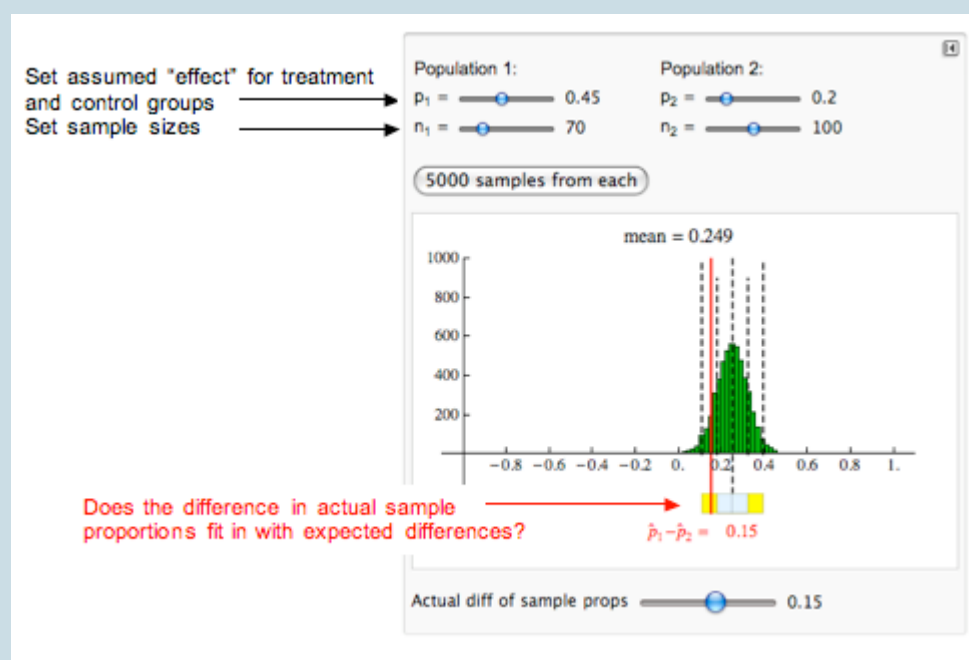 Set assumed "effect" for treatment
and control groups
Set sample sizes
Population 1:
Population 2:
p₁ = 0.45
p₂ = 0.2
n₁ = 70
n₂ = 100
5000 samples from each
mean = 0.249
1000
800
600
400
200
−0.8 −0.6 −0.4 −0.2 0. 0.2 0.4 0.6 0.8 1.
Does the difference in actual sample
proportions fit in with expected differences?
p̂₁−p̂₂ = 0.15
Actual diff of sample props 0.15